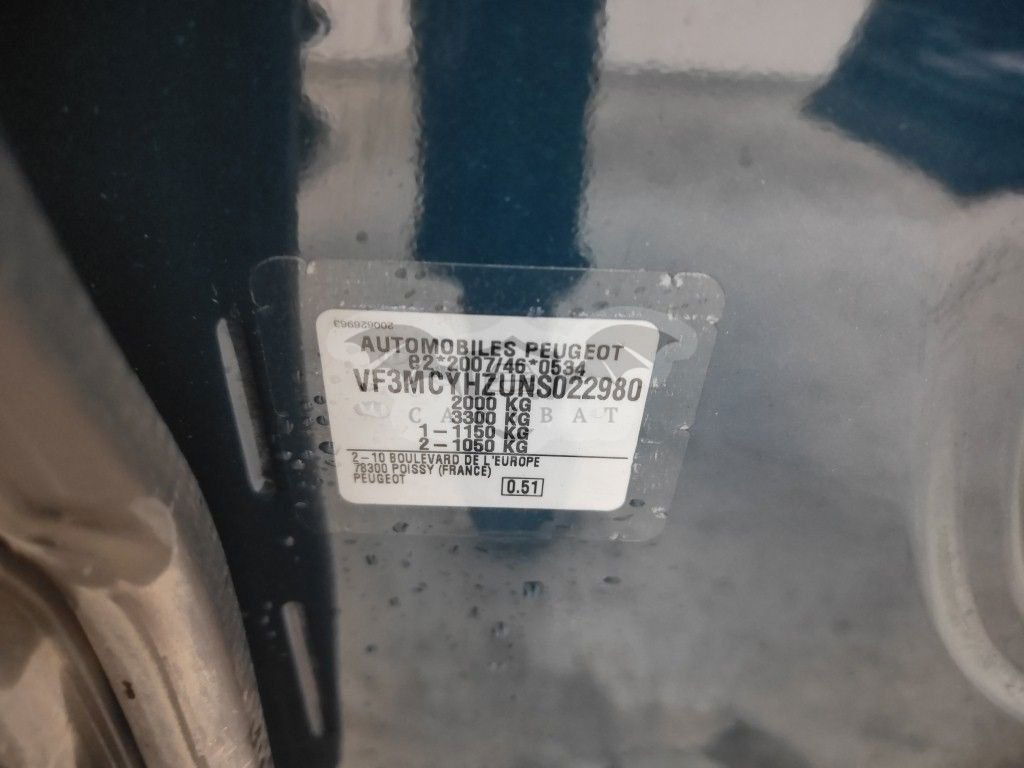 200626963
AUTOMOBILES PEUGEOT
e2*2007/46*0534
VF3MCYHZUNS022980
2000 KG
3300 KG
1-1150 KG
2-1050 KG
2-10 BOULEVARD DE L'EUROPE
78300 POISSY (FRANCE)
PEUGEOT
0.51